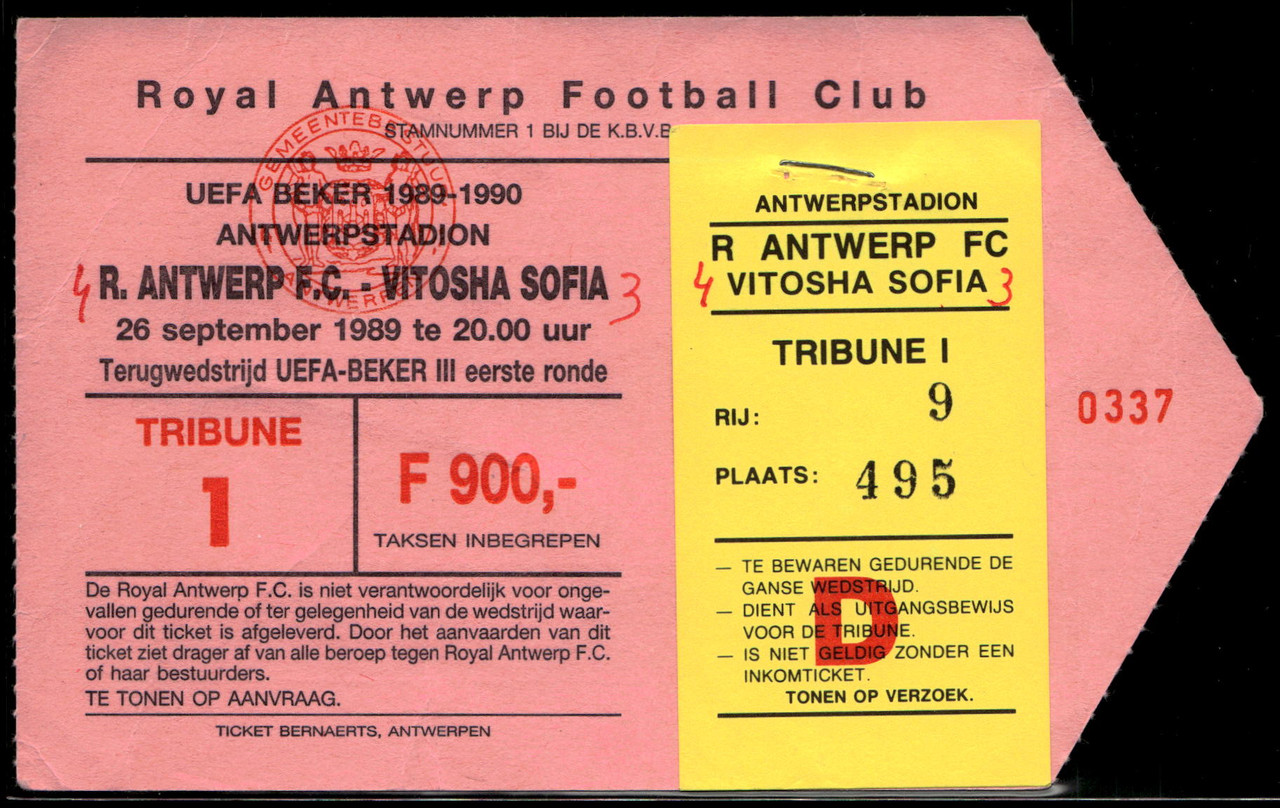 Royal Antwerp Football Club
STAMNUMMER 1 BIJ DE K.B.V.B
UEFA BEKER 1989-1990
ANTWERPSTADION
4 R. ANTWERP F.C. - VITOSHA SOFIA 3
26 september 1989 te 20.00 uur
Terugwedstrijd UEFA-BEKER III eerste ronde
TRIBUNE
1
F 900,-
TAKSEN INBEGREPEN
De Royal Antwerp F.C. is niet verantwoordelijk voor onge-
vallen gedurende of ter gelegenheid van de wedstrijd waar-
voor dit ticket is afgeleverd. Door het aanvaarden van dit
ticket ziet drager af van alle beroep tegen Royal Antwerp F.C.
of haar bestuurders.
TE TONEN OP AANVRAAG.
TICKET BERNAERTS, ANTWERPEN
GEMEENTEBESTUUR
ANTWERPEN
ANTWERPSTADION
R ANTWERP FC
4 VITOSHA SOFIA 3
TRIBUNE I
RIJ: 9
PLAATS: 495
— TE BEWAREN GEDURENDE DE
GANSE WEDSTRIJD.
— DIENT ALS UITGANGSBEWIJS
VOOR DE TRIBUNE.
— IS NIET GELDIG ZONDER EEN
INKOMTICKET.
TONEN OP VERZOEK.
D
0337